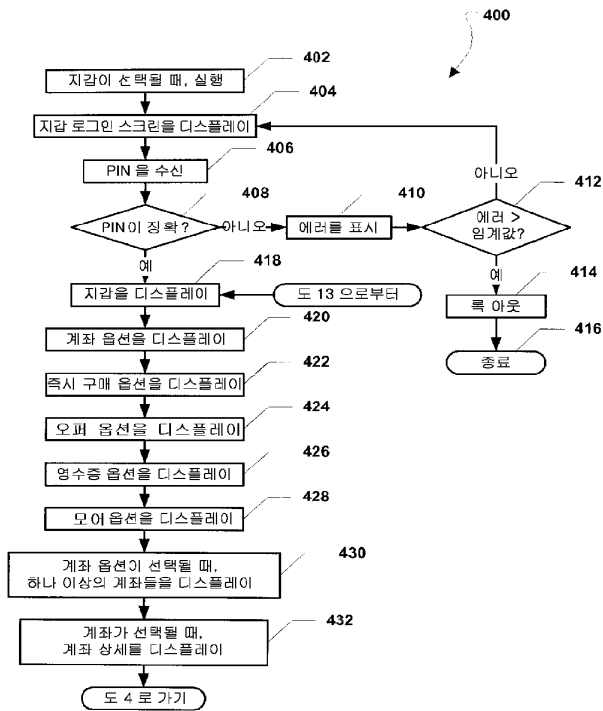 400
402
지갑이 선택될 때, 실행
404
지갑 로그인 스크린을 디스플레이
406
PIN 을 수신
408
PIN이 정확?
아니오
410
에러를 표시
아니오
412
에러 >
임계값?
예
414
록 아웃
416
종료
예
418
지갑을 디스플레이
도 13 으로부터
420
계좌 옵션을 디스플레이
422
즉시 구매 옵션을 디스플레이
424
오퍼 옵션을 디스플레이
426
영수증 옵션을 디스플레이
428
모어 옵션을 디스플레이
430
계좌 옵션이 선택될 때,
하나 이상의 계좌들을 디스플레이
432
계좌가 선택될 때,
계좌 상세를 디스플레이
도 4 로 가기